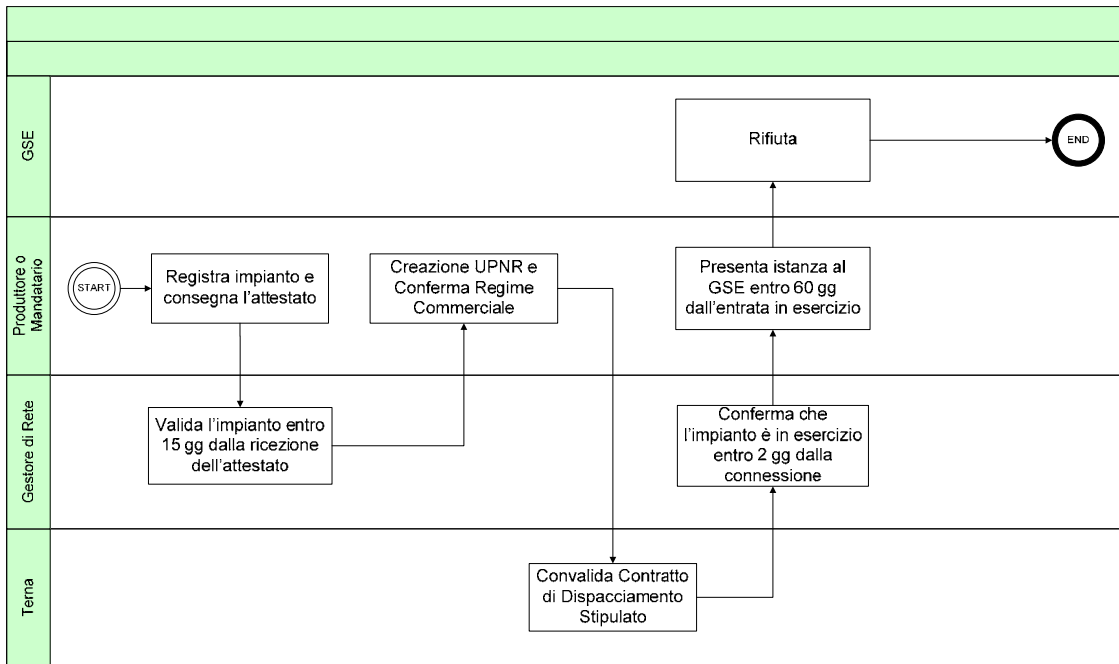 GSE
Rifiuta
END
Produttore o
Mandatario
START
Registra impianto e
consegna l'attestato
Creazione UPNR e
Conferma Regime
Commerciale
Presenta istanza al
GSE entro 60 gg
dall'entrata in esercizio
Gestore di Rete
Valida l'impianto entro
15 gg dalla ricezione
dell'attestato
Conferma che
l'impianto è in esercizio
entro 2 gg dalla
connessione
Terna
Convalida Contratto
di Dispacciamento
Stipulato